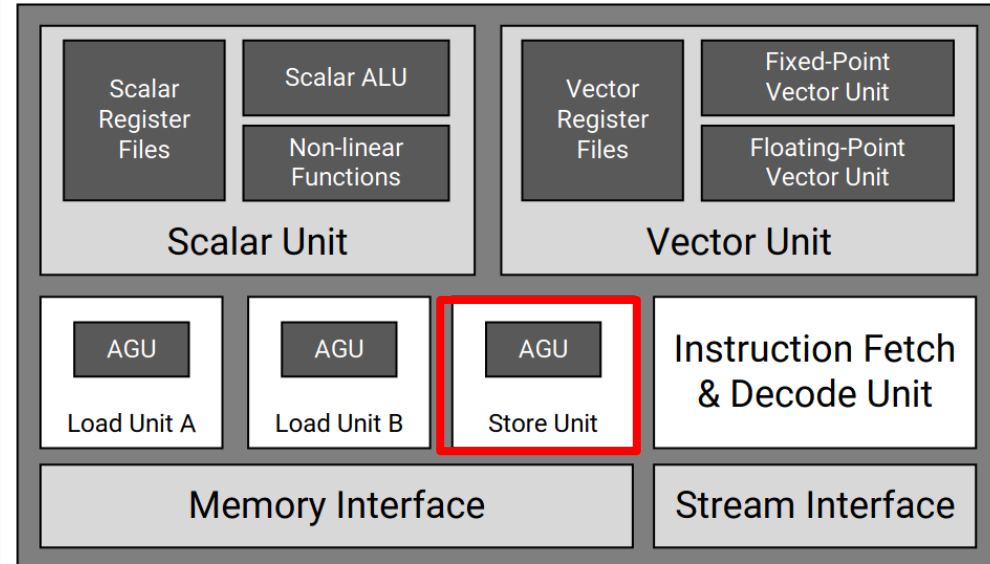 Scalar
Register
Files
Scalar ALU
Non-linear
Functions
Scalar Unit
Vector
Register
Files
Fixed-Point
Vector Unit
Floating-Point
Vector Unit
Vector Unit
AGU
Load Unit A
AGU
Load Unit B
AGU
Store Unit
Instruction Fetch
& Decode Unit
Memory Interface
Stream Interface